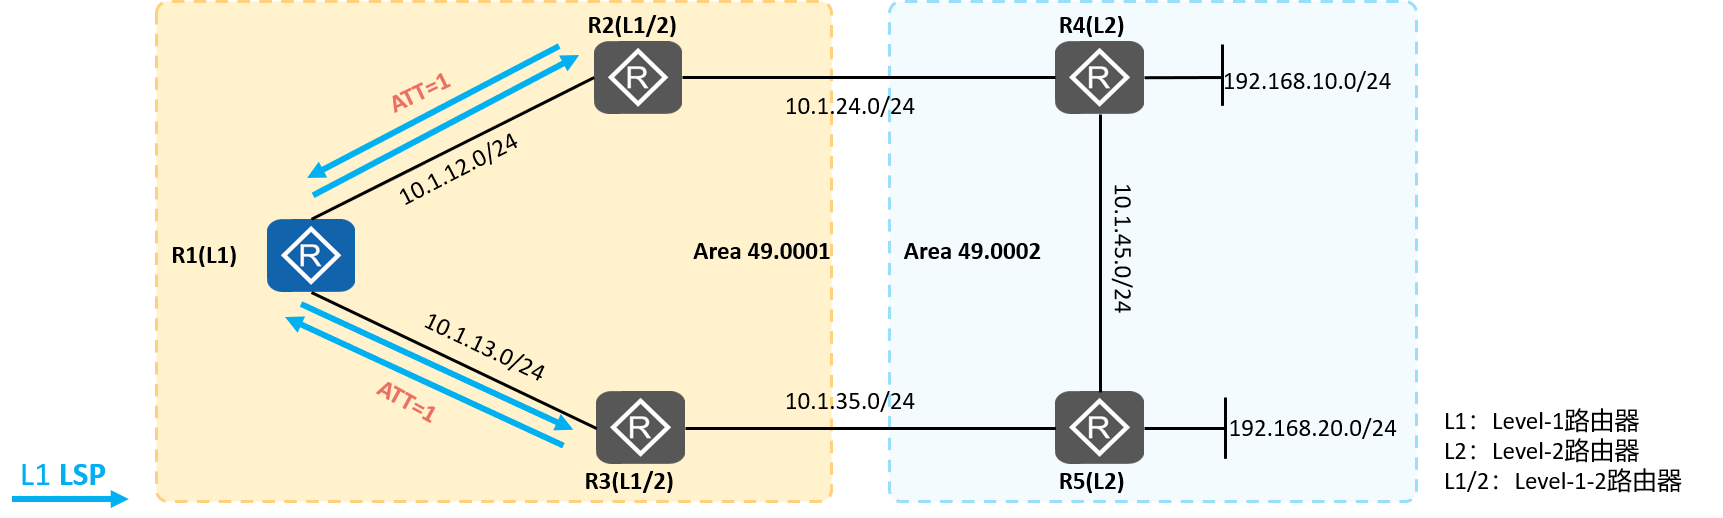 R2(L1/2)
R4(L2)
ATT=1
R
R
192.168.10.0/24
10.1.24.0/24
10.1.12.0/24
R1(L1)
R
Area 49.0001
Area 49.0002
10.1.45.0/24
10.1.13.0/24
ATT=1
10.1.35.0/24
R
R
192.168.20.0/24
R3(L1/2)
R5(L2)
L1 LSP
L1：Level-1路由器
L2：Level-2路由器
L1/2：Level-1-2路由器